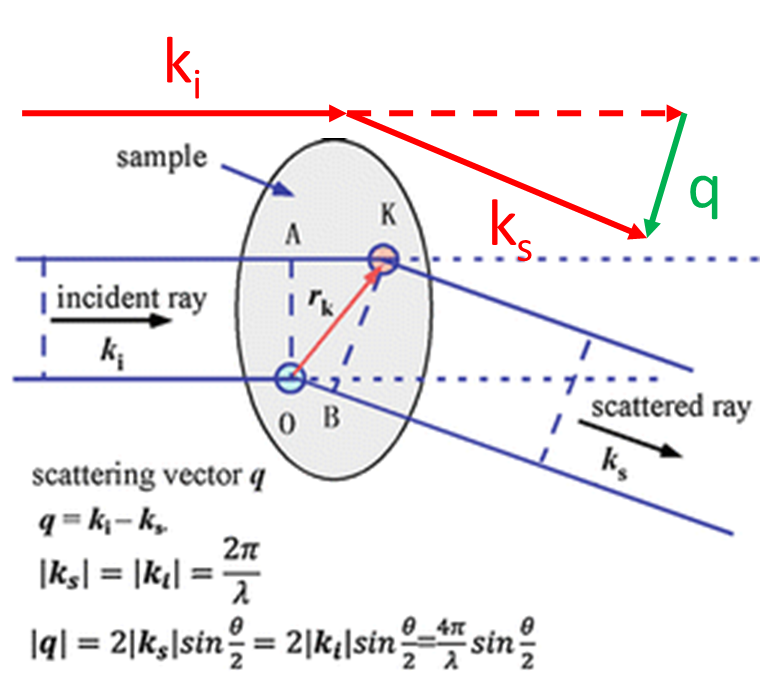 kᵢ
sample
q
kₛ
A
K
incident ray
rₖ
kᵢ
O
B
scattered ray
kₛ
scattering vector q
q = kᵢ – kₛ.
|kₛ| = |kᵢ| = 2π/λ
|q| = 2|kₛ|sin θ/2 = 2|kᵢ|sin θ/2 = 4π/λ sin θ/2